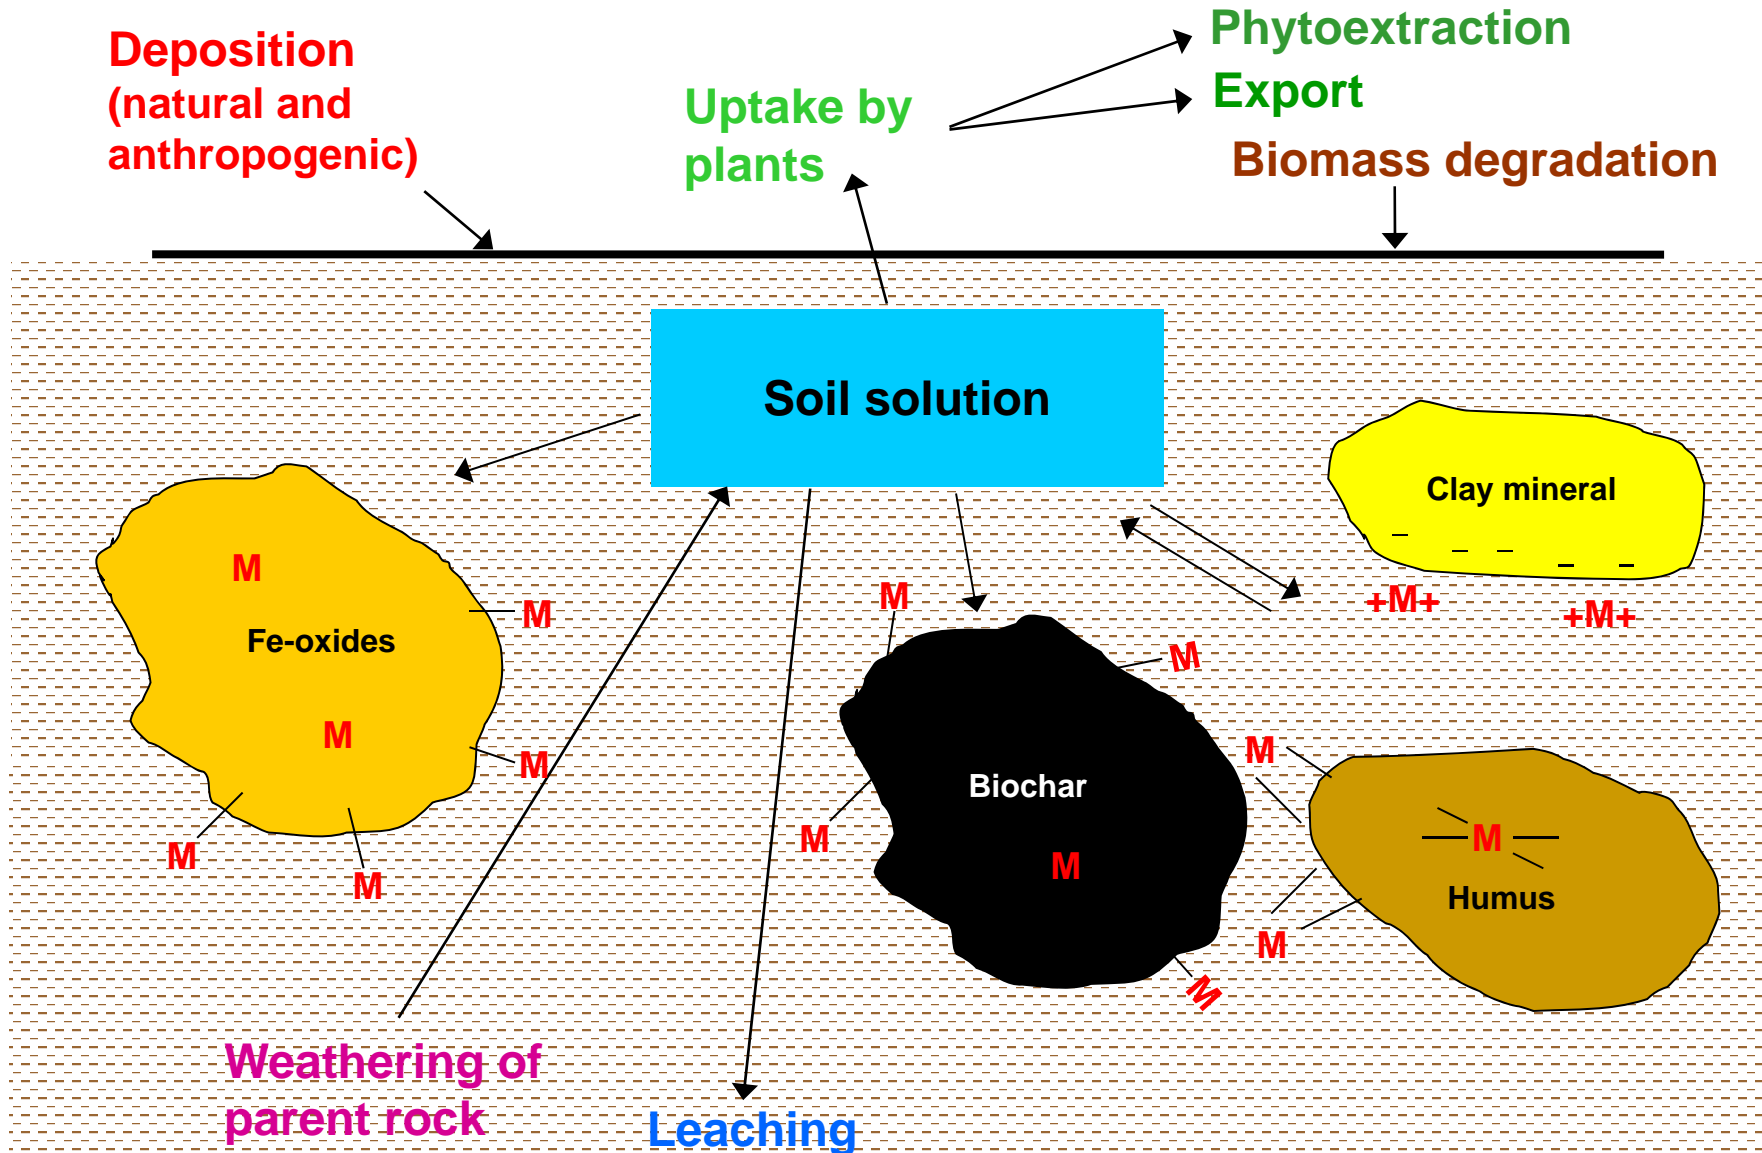 Deposition
(natural and
anthropogenic)
Uptake by
plants
Phytoextraction
Export
Biomass degradation
Soil solution
Clay mineral
– – – – –
+M+
+M+
M
M
Fe-oxides
M
M
M
M
M
M
Biochar
M
M
M
M
M
Humus
M
Weathering of
parent rock
Leaching